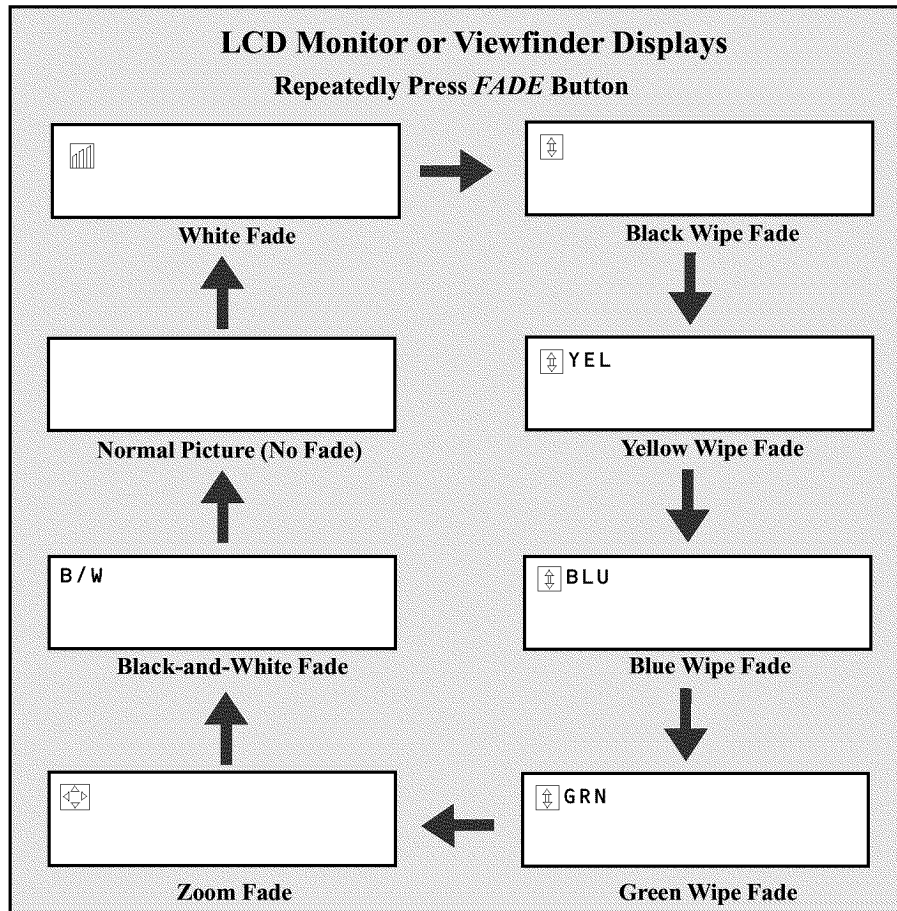 LCD Monitor or Viewfinder Displays
Repeatedly Press FADE Button
White Fade
Black Wipe Fade
YEL
Normal Picture (No Fade)
Yellow Wipe Fade
B/W
BLU
Black-and-White Fade
Blue Wipe Fade
GRN
Zoom Fade
Green Wipe Fade